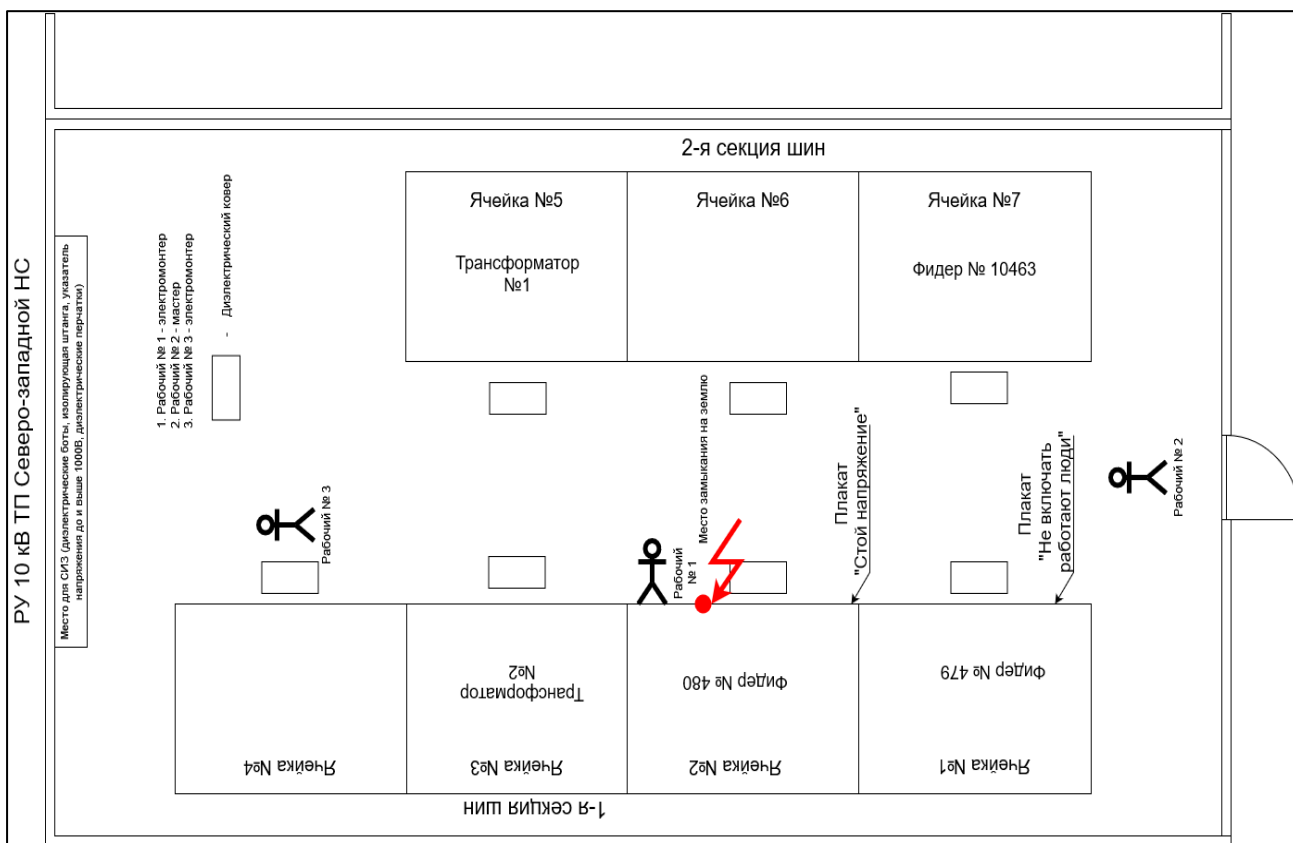 РУ 10 кВ ТП Северо-западной НС
Место для СИЗ (диэлектрические боты, изолирующая штанга, указатель
напряжения до и выше 1000В, диэлектрические перчатки)
1. Рабочий № 1 - электромонтер
2. Рабочий № 2 - мастер
3. Рабочий № 3 - электромонтер
- Диэлектрический ковер
2-я секция шин
Ячейка №5
Трансформатор
№1
Ячейка №6
Ячейка №7
Фидер № 10463
Рабочий № 3
Рабочий
№ 1
Место замыкания на землю
Плакат
"Стой напряжение"
Плакат
"Не включать
работают люди"
Рабочий № 2
Ячейка №4
Трансформатор
№2
Ячейка №3
Фидер № 480
Ячейка №2
Фидер № 479
Ячейка №1
1-я секция шин